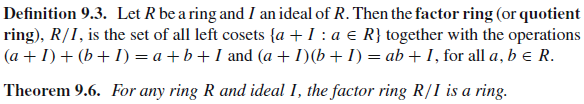 Definition 9.3. Let R be a ring and I an ideal of R. Then the factor ring (or quotient
ring), R/I, is the set of all left cosets {a + I : a ∈ R} together with the operations
(a + I) + (b + I) = a + b + I and (a + I)(b + I) = ab + I, for all a, b ∈ R.
Theorem 9.6. For any ring R and ideal I, the factor ring R/I is a ring.